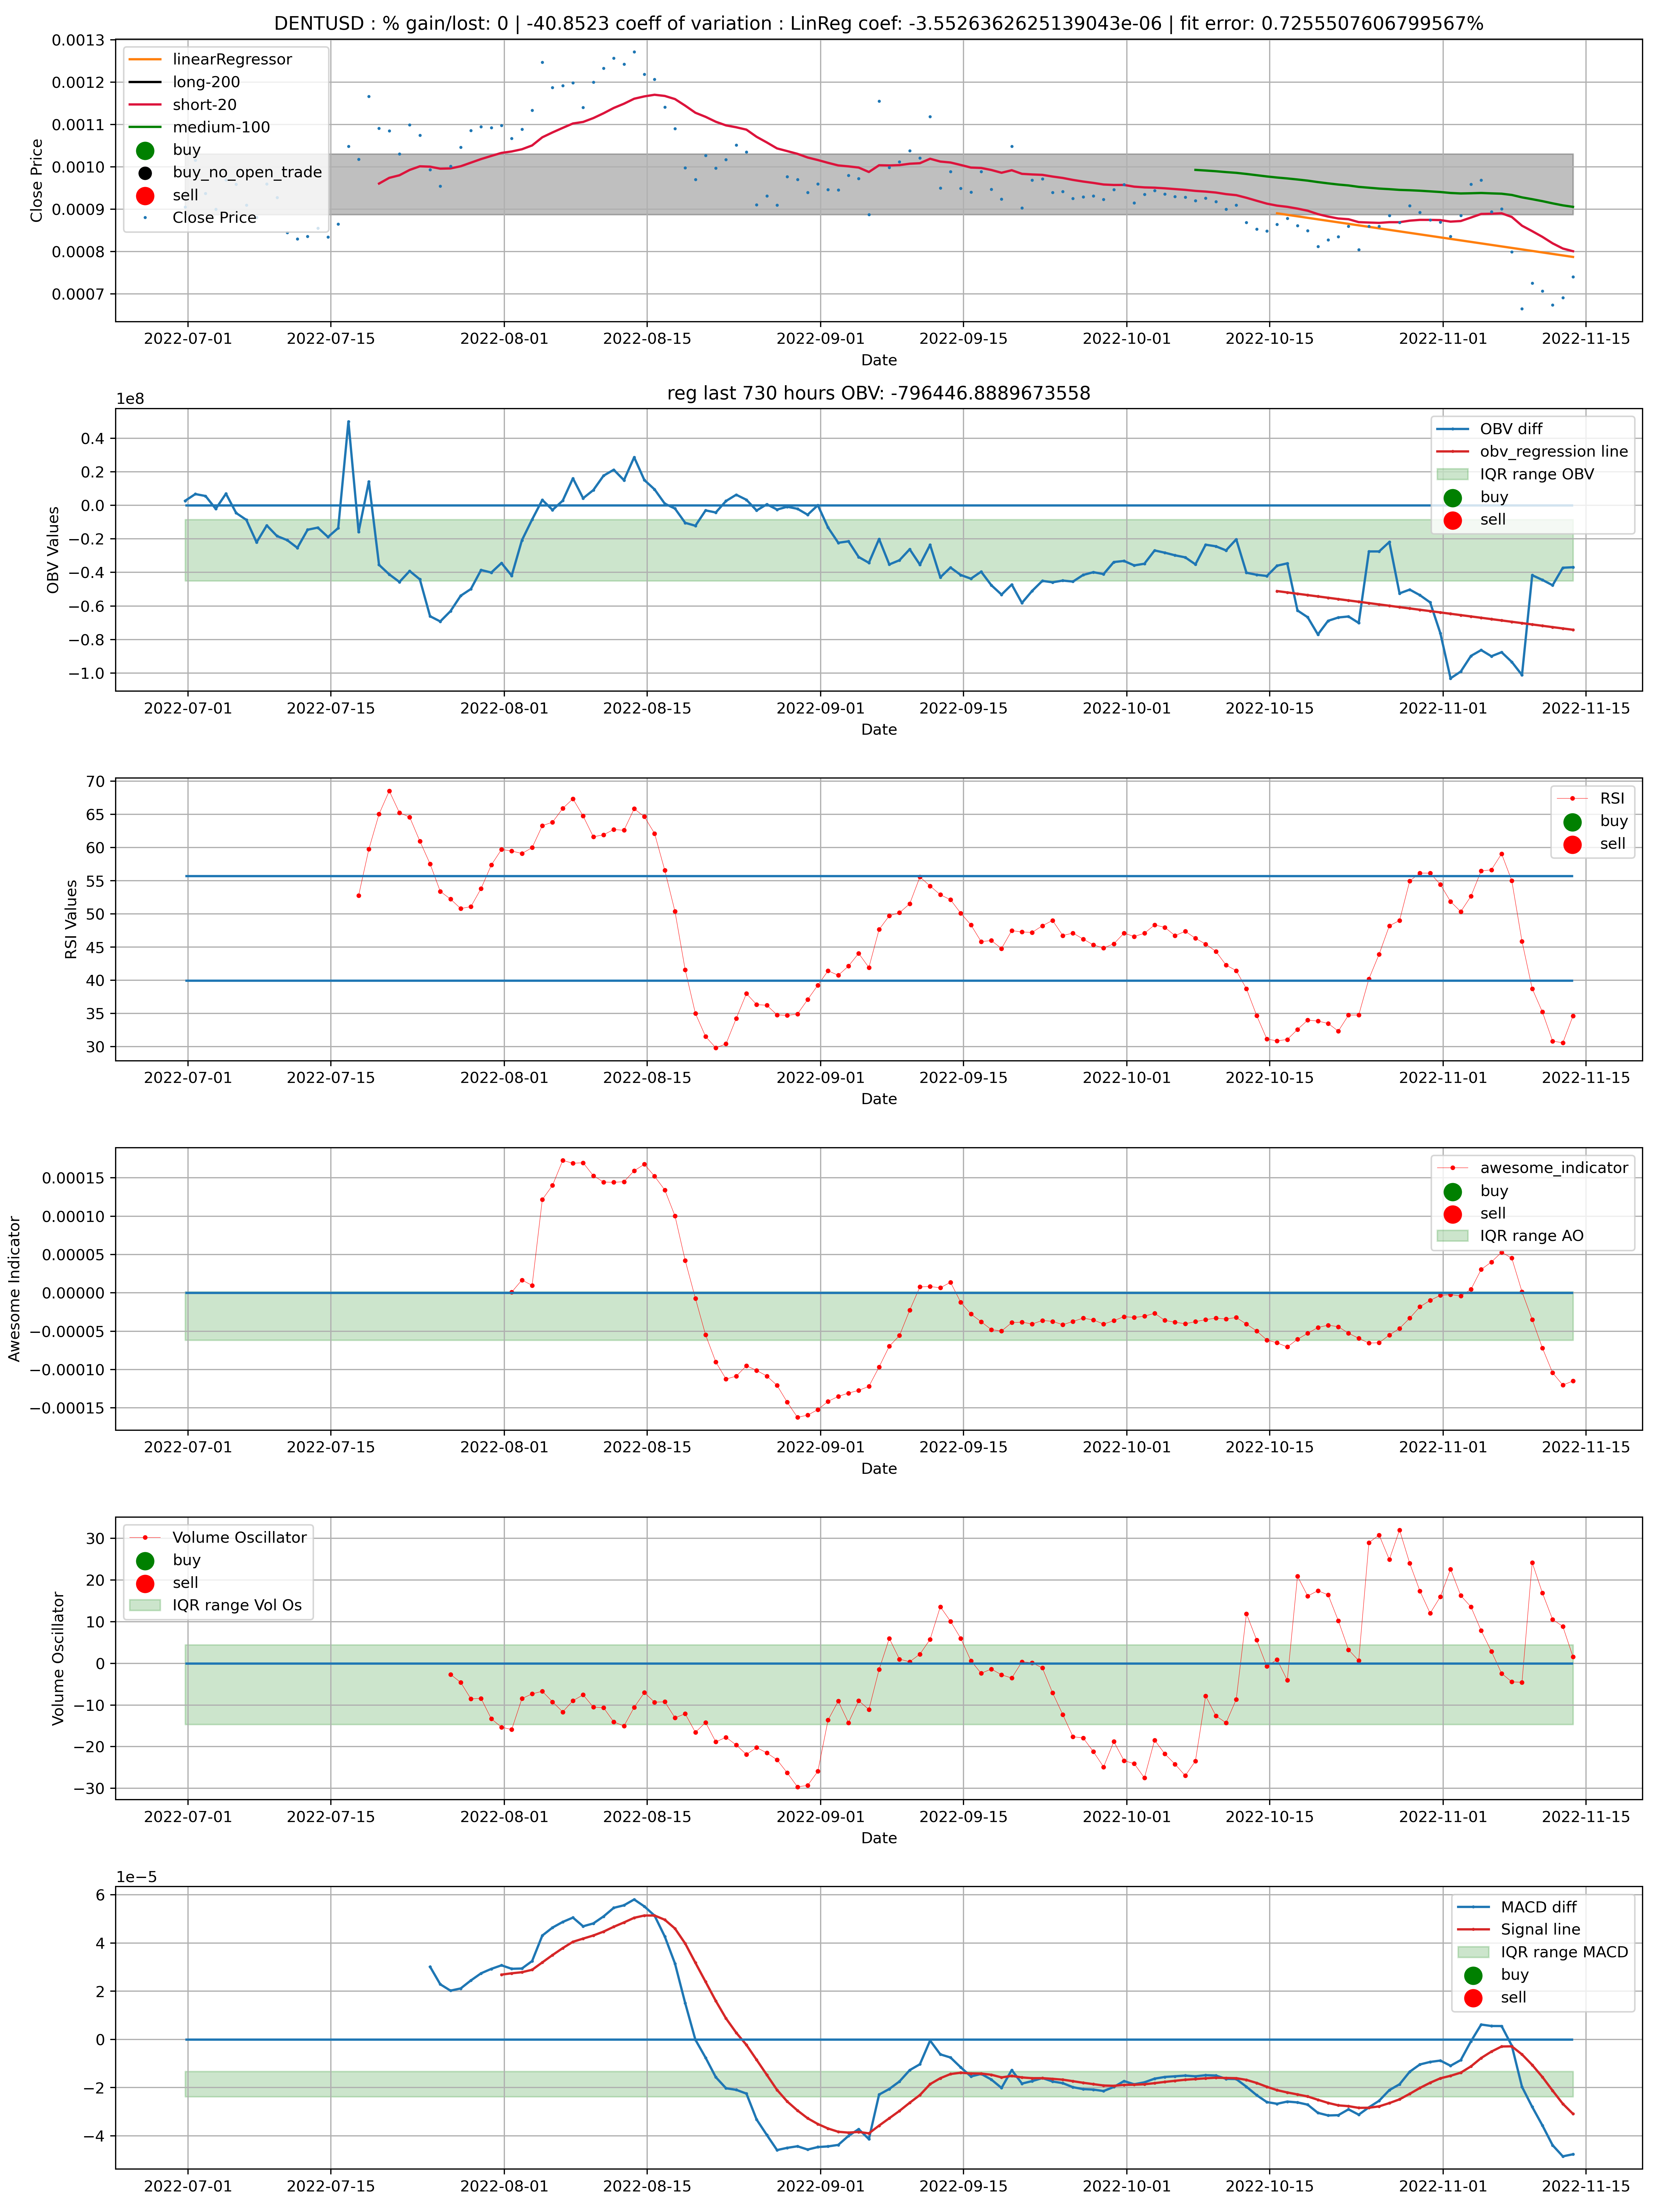 DENTUSD : % gain/lost: 0 | -40.8523 coeff of variation : LinReg coef: -3.5526362625139043e-06 | fit error: 0.7255507606799567%
0.0013
0.0012
0.0011
0.0010
0.0009
0.0008
0.0007
Close Price
linearRegressor
long-200
short-20
medium-100
buy
buy_no_open_trade
sell
Close Price
2022-07-01 2022-07-15 2022-08-01 2022-08-15 2022-09-01 2022-09-15 2022-10-01 2022-10-15 2022-11-01 2022-11-15
Date
reg last 730 hours OBV: -796446.8889673558
1e8
0.4
0.2
0.0
−0.2
−0.4
−0.6
−0.8
−1.0
OBV Values
OBV diff
obv_regression line
IQR range OBV
buy
sell
2022-07-01 2022-07-15 2022-08-01 2022-08-15 2022-09-01 2022-09-15 2022-10-01 2022-10-15 2022-11-01 2022-11-15
Date
70
65
60
55
50
45
40
35
30
RSI Values
RSI
buy
sell
2022-07-01 2022-07-15 2022-08-01 2022-08-15 2022-09-01 2022-09-15 2022-10-01 2022-10-15 2022-11-01 2022-11-15
Date
0.00015
0.00010
0.00005
0.00000
−0.00005
−0.00010
−0.00015
Awesome Indicator
awesome_indicator
buy
sell
IQR range AO
2022-07-01 2022-07-15 2022-08-01 2022-08-15 2022-09-01 2022-09-15 2022-10-01 2022-10-15 2022-11-01 2022-11-15
Date
30
20
10
0
−10
−20
−30
Volume Oscillator
Volume Oscillator
buy
sell
IQR range Vol Os
2022-07-01 2022-07-15 2022-08-01 2022-08-15 2022-09-01 2022-09-15 2022-10-01 2022-10-15 2022-11-01 2022-11-15
Date
1e−5
6
4
2
0
−2
−4
MACD diff
Signal line
IQR range MACD
buy
sell
2022-07-01 2022-07-15 2022-08-01 2022-08-15 2022-09-01 2022-09-15 2022-10-01 2022-10-15 2022-11-01 2022-11-15